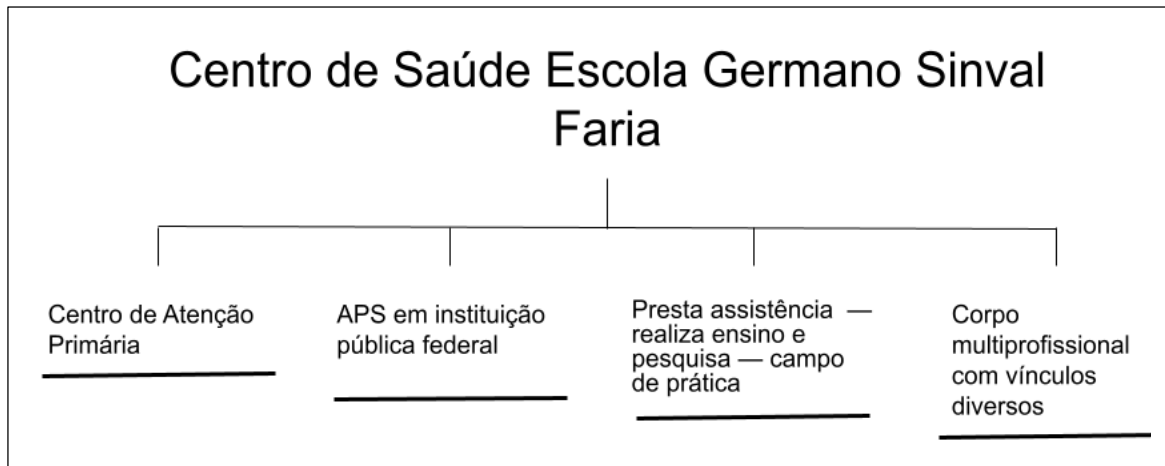 Centro de Saúde Escola Germano Sinval
Faria
Centro de Atenção
Primária
APS em instituição
pública federal
Presta assistência —
realiza ensino e
pesquisa — campo
de prática
Corpo
multiprofissional
com vínculos
diversos